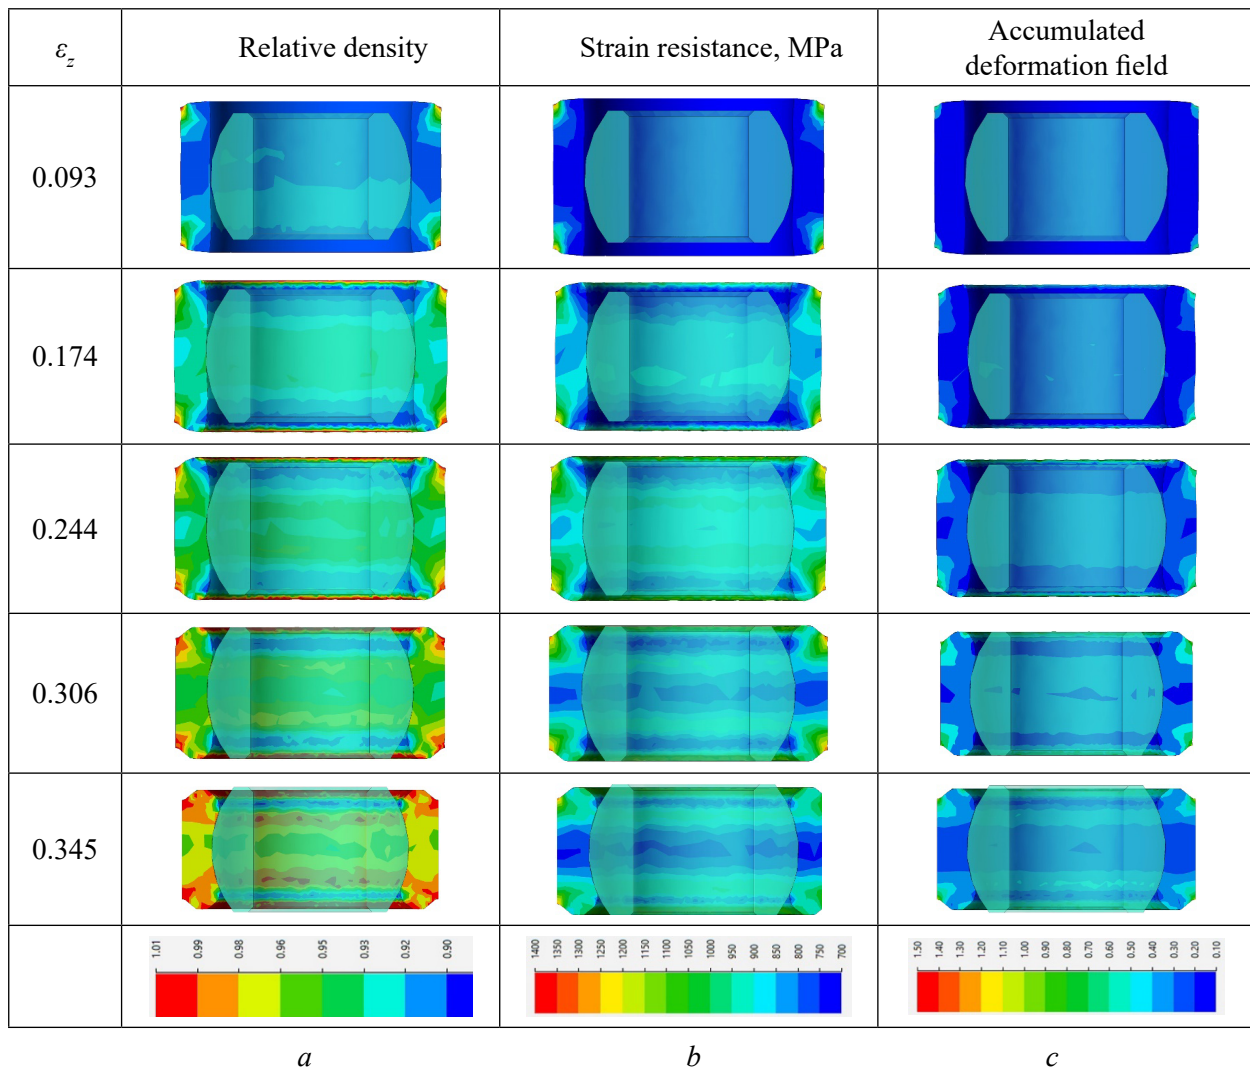 ε_z
Relative density
Strain resistance, MPa
Accumulated
deformation field
0.093
0.174
0.244
0.306
0.345
1.01 0.99 0.98 0.96 0.95 0.93 0.92 0.90
1400 1350 1300 1250 1200 1150 1100 1050 1000 950 900 850 800 750 700
1.50 1.40 1.30 1.20 1.10 1.00 0.90 0.80 0.70 0.60 0.50 0.40 0.30 0.20 0.10
a b c